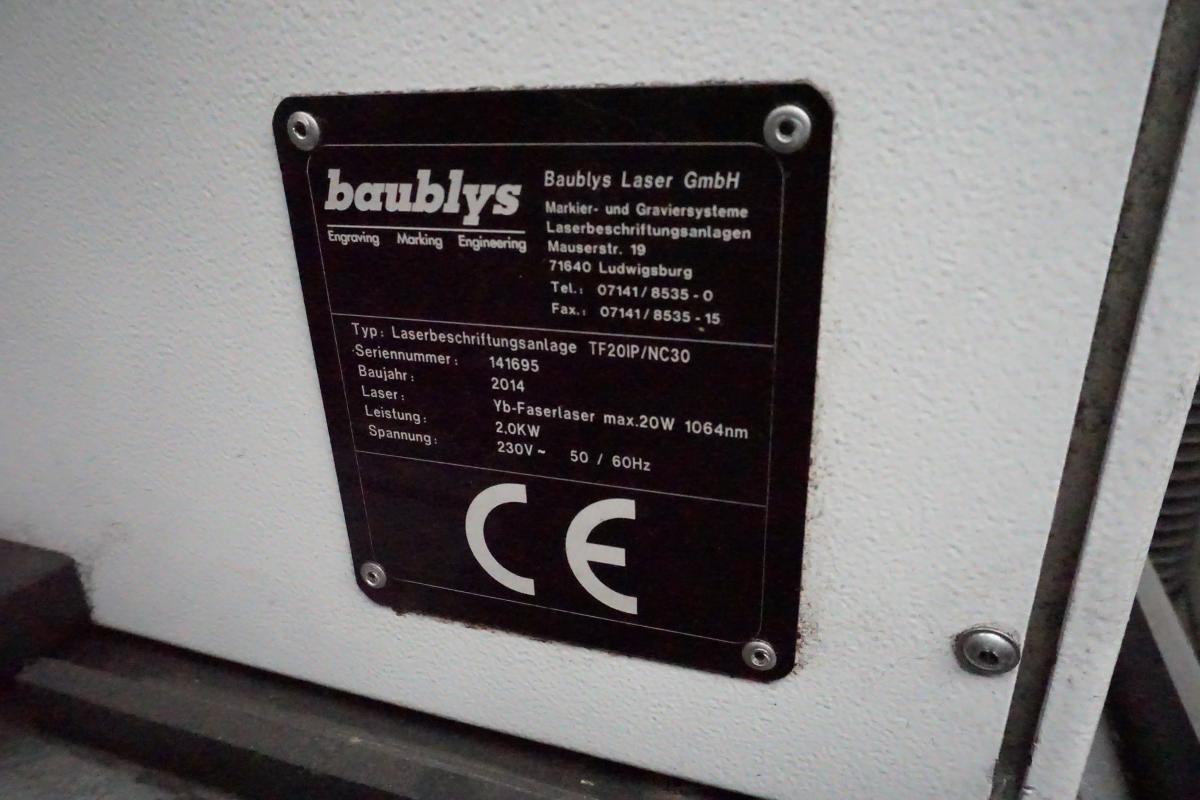 baublys
Engraving Marking Engineering
Baublys Laser GmbH
Markier- und Graviersysteme
Laserbeschriftungsanlagen
Mauserstr. 19
71640 Ludwigsburg
Tel.: 07141/8535-0
Fax.: 07141/8535-15
Typ: Laserbeschriftungsanlage TF20IP/NC30
Seriennummer: 141695
Baujahr: 2014
Laser: Yb-Faserlaser max.20W 1064nm
Leistung: 2.0KW
Spannung: 230V~ 50 / 60Hz
CE